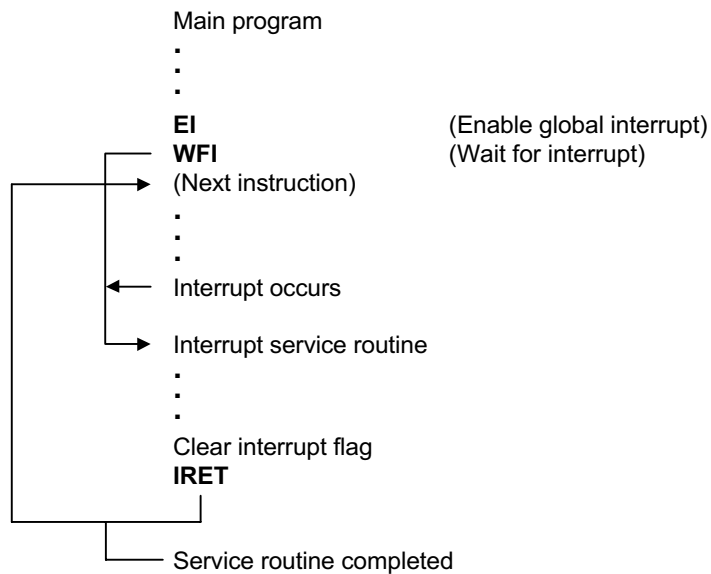 Main program
.
.
.
EI (Enable global interrupt)
WFI (Wait for interrupt)
(Next instruction)
.
.
.
Interrupt occurs
Interrupt service routine
.
.
.
Clear interrupt flag
IRET
Service routine completed